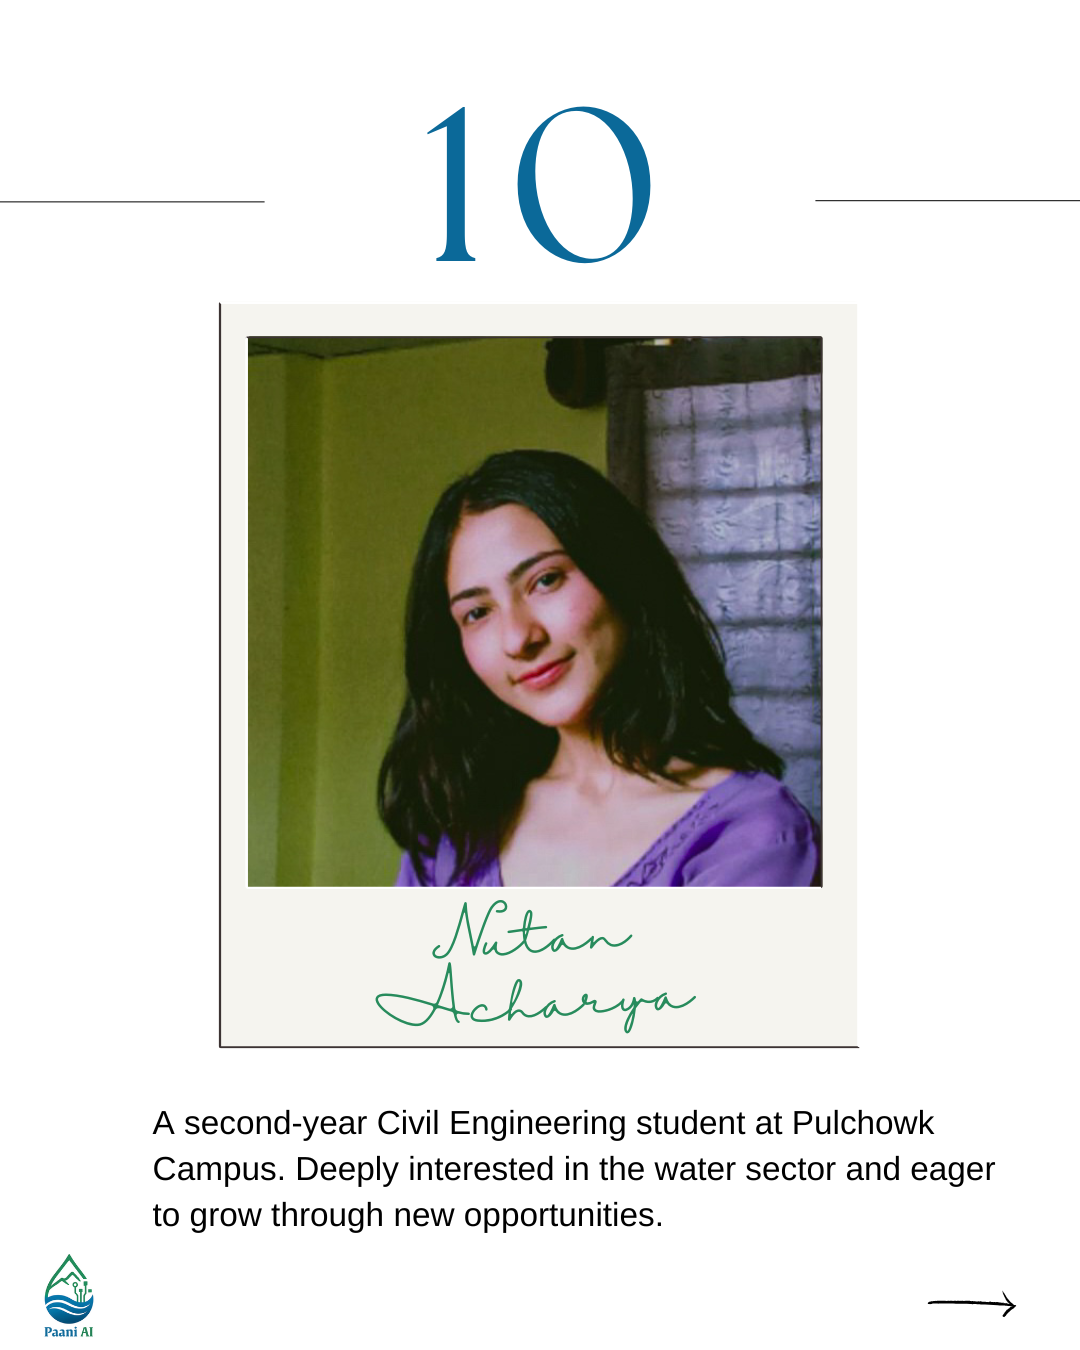 10
Nutan
Acharya
A second-year Civil Engineering student at Pulchowk
Campus. Deeply interested in the water sector and eager
to grow through new opportunities.
Paani AI